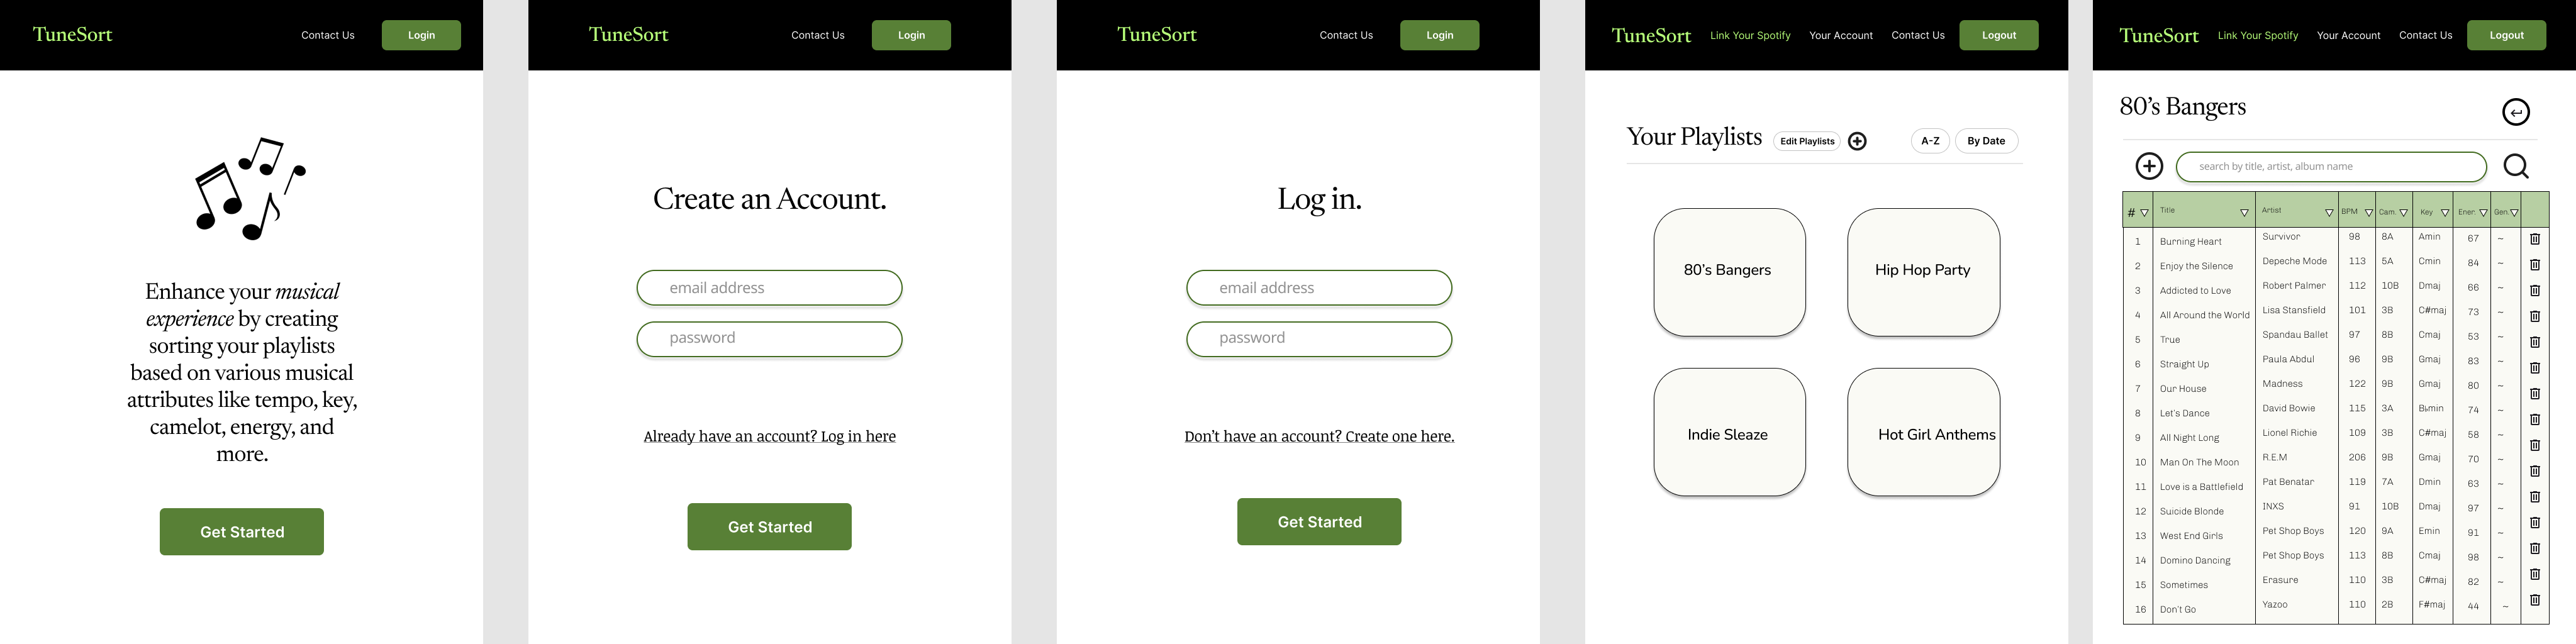 TuneSort
Contact Us
Login
Enhance your musical
experience by creating
sorting your playlists
based on various musical
attributes like tempo, key,
camelot, energy, and
more.
Get Started
TuneSort
Contact Us
Login
Create an Account.
email address
password
Already have an account? Log in here
Get Started
TuneSort
Contact Us
Login
Log in.
email address
password
Don't have an account? Create one here.
Get Started
TuneSort
Link Your Spotify
Your Account
Contact Us
Logout
Your Playlists
Edit Playlists
A-Z
By Date
80's Bangers
Hip Hop Party
Indie Sleaze
Hot Girl Anthems
TuneSort
Link Your Spotify
Your Account
Contact Us
Logout
80's Bangers
search by title, artist, album name
# Title Artist BPM Cam. Key Ener. Gen.
1 Burning Heart Survivor 98 8A Amin 67 ~
2 Enjoy the Silence Depeche Mode 113 5A Cmin 84 ~
3 Addicted to Love Robert Palmer 112 10B Dmaj 66 ~
4 All Around the World Lisa Stansfield 101 3B C#maj 73 ~
5 True Spandau Ballet 97 8B Cmaj 53 ~
6 Straight Up Paula Abdul 96 9B Gmaj 83 ~
7 Our House Madness 122 9B Gmaj 80 ~
8 Let's Dance David Bowie 115 3A B♭min 74 ~
9 All Night Long Lionel Richie 109 3B C#maj 58 ~
10 Man On The Moon R.E.M 206 9B Gmaj 70 ~
11 Love is a Battlefield Pat Benatar 119 7A Dmin 63 ~
12 Suicide Blonde INXS 91 10B Dmaj 97 ~
13 West End Girls Pet Shop Boys 120 9A Emin 91 ~
14 Domino Dancing Pet Shop Boys 113 8B Cmaj 98 ~
15 Sometimes Erasure 110 3B C#maj 82 ~
16 Don't Go Yazoo 110 2B F#maj 44 ~